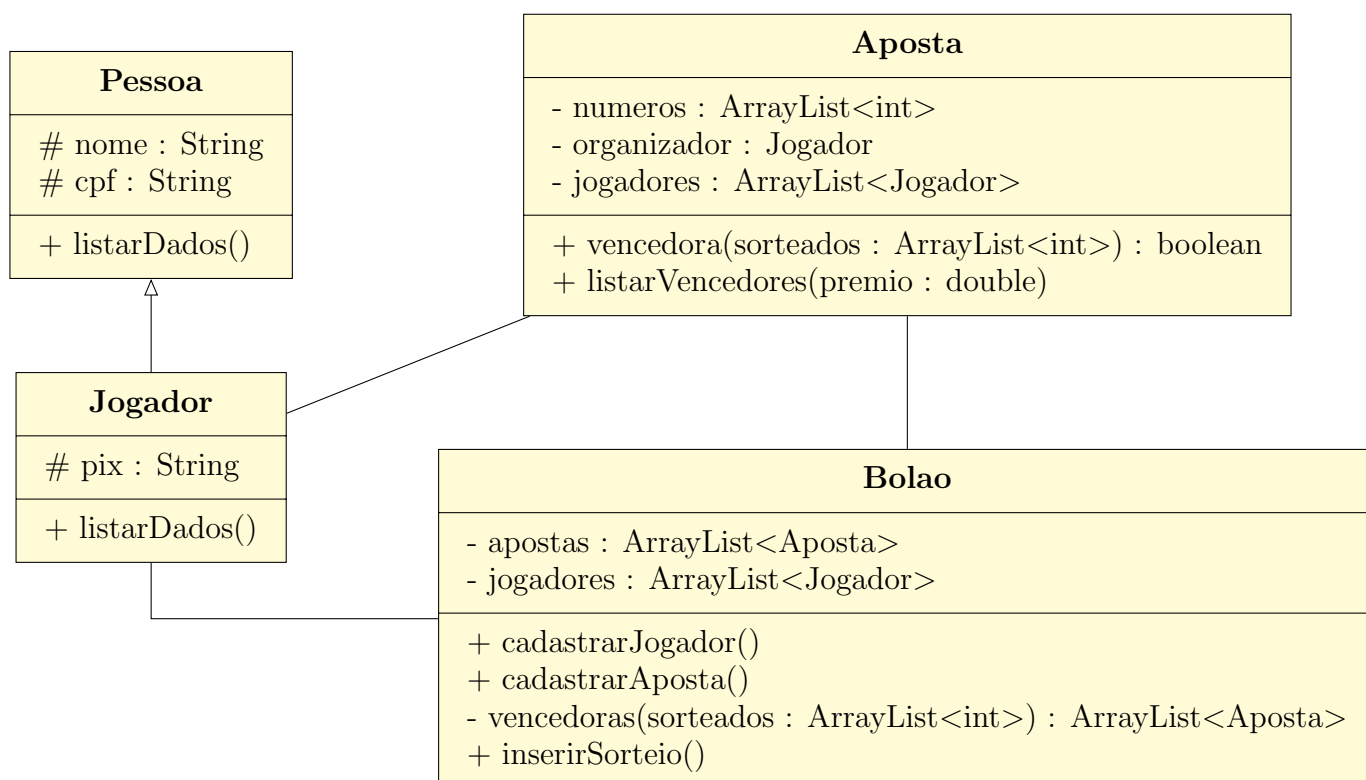 Pessoa
# nome : String
# cpf : String
+ listarDados()
Aposta
- numeros : ArrayList<int>
- organizador : Jogador
- jogadores : ArrayList<Jogador>
+ vencedora(sorteados : ArrayList<int>) : boolean
+ listarVencedores(premio : double)
Jogador
# pix : String
+ listarDados()
Bolao
- apostas : ArrayList<Aposta>
- jogadores : ArrayList<Jogador>
+ cadastrarJogador()
+ cadastrarAposta()
- vencedoras(sorteados : ArrayList<int>) : ArrayList<Aposta>
+ inserirSorteio()